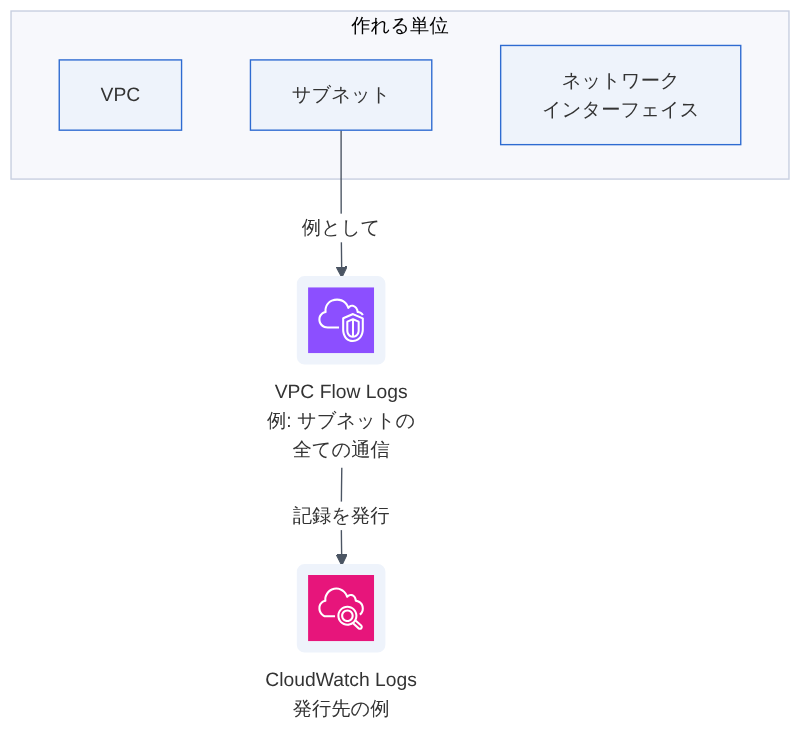 作れる単位
VPC
サブネット
ネットワーク
インターフェイス
例として
VPC Flow Logs
例: サブネットの
全ての通信
記録を発行
CloudWatch Logs
発行先の例